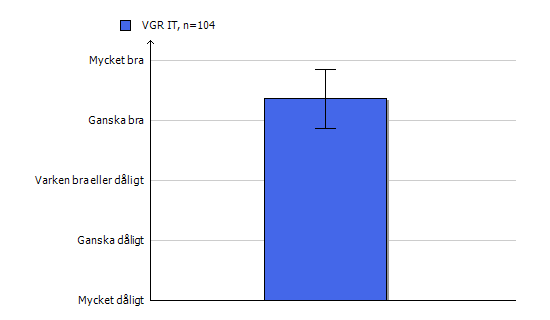 VGR IT, n=104
Mycket bra
Ganska bra
Varken bra eller dåligt
Ganska dåligt
Mycket dåligt